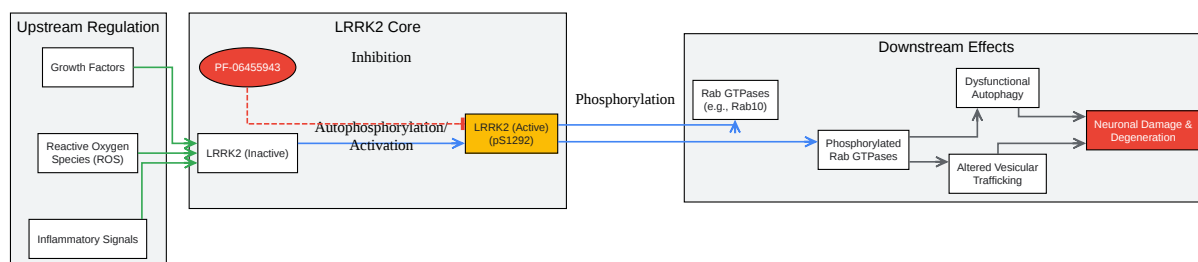 Upstream Regulation
Growth Factors
Reactive Oxygen
Species (ROS)
Inflammatory Signals
LRRK2 Core
Inhibition
PF-06455943
LRRK2 (Inactive)
Autophosphorylation/
Activation
LRRK2 (Active)
(pS1292)
Phosphorylation
Downstream Effects
Rab GTPases
(e.g., Rab10)
Phosphorylated
Rab GTPases
Dysfunctional
Autophagy
Altered Vesicular
Trafficking
Neuronal Damage &
Degeneration